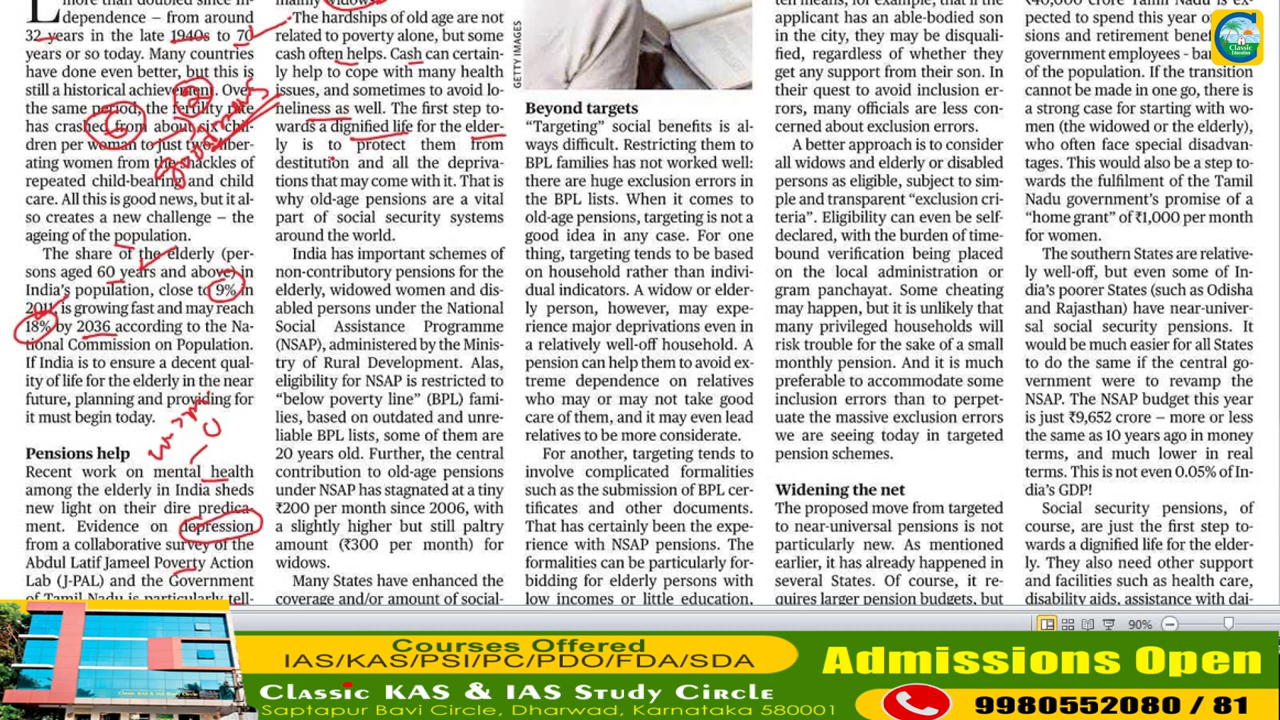 more than doubled since in-
dependence – from around
32 years in the late 1940s to 70
years or so today. Many countries
have done even better, but this is
still a historical achievement. Over
the same period, the fertility rate
has crashed from about six chil-
dren per woman to just two liber-
ating women from the shackles of
repeated child-bearing and child
care. All this is good news, but it al-
so creates a new challenge – the
ageing of the population.
The share of the elderly (per-
sons aged 60 years and above) in
India's population, close to 9% in
2011, is growing fast and may reach
18% by 2036 according to the Na-
tional Commission on Population.
If India is to ensure a decent qual-
ity of life for the elderly in the near
future, planning and providing for
it must begin today.
Pensions help
Recent work on mental health
among the elderly in India sheds
new light on their dire predica-
ment. Evidence on depression
from a collaborative survey of the
Abdul Latif Jameel Poverty Action
Lab (J-PAL) and the Government
of Tamil Nadu is particularly tell-
mainly widows.
The hardships of old age are not
related to poverty alone, but some
cash often helps. Cash can certain-
ly help to cope with many health
issues, and sometimes to avoid lo-
neliness as well. The first step to-
wards a dignified life for the elder-
ly is to protect them from
destitution and all the depriva-
tions that may come with it. That is
why old-age pensions are a vital
part of social security systems
around the world.
India has important schemes of
non-contributory pensions for the
elderly, widowed women and dis-
abled persons under the National
Social Assistance Programme
(NSAP), administered by the Minis-
try of Rural Development. Alas,
eligibility for NSAP is restricted to
“below poverty line” (BPL) fami-
lies, based on outdated and unre-
liable BPL lists, some of them are
20 years old. Further, the central
contribution to old-age pensions
under NSAP has stagnated at a tiny
₹200 per month since 2006, with
a slightly higher but still paltry
amount (₹300 per month) for
widows.
Many States have enhanced the
coverage and/or amount of social-
GETTY IMAGES
Beyond targets
“Targeting” social benefits is al-
ways difficult. Restricting them to
BPL families has not worked well:
there are huge exclusion errors in
the BPL lists. When it comes to
old-age pensions, targeting is not a
good idea in any case. For one
thing, targeting tends to be based
on household rather than indivi-
dual indicators. A widow or elder-
ly person, however, may expe-
rience major deprivations even in
a relatively well-off household. A
pension can help them to avoid ex-
treme dependence on relatives
who may or may not take good
care of them, and it may even lead
relatives to be more considerate.
For another, targeting tends to
involve complicated formalities
such as the submission of BPL cer-
tificates and other documents.
That has certainly been the expe-
rience with NSAP pensions. The
formalities can be particularly for-
bidding for elderly persons with
low incomes or little education,
ten means, for example, that if the
applicant has an able-bodied son
in the city, they may be disquali-
fied, regardless of whether they
get any support from their son. In
their quest to avoid inclusion er-
rors, many officials are less con-
cerned about exclusion errors.
A better approach is to consider
all widows and elderly or disabled
persons as eligible, subject to sim-
ple and transparent “exclusion cri-
teria”. Eligibility can even be self-
declared, with the burden of time-
bound verification being placed
on the local administration or
gram panchayat. Some cheating
may happen, but it is unlikely that
many privileged households will
risk trouble for the sake of a small
monthly pension. And it is much
preferable to accommodate some
inclusion errors than to perpet-
uate the massive exclusion errors
we are seeing today in targeted
pension schemes.
Widening the net
The proposed move from targeted
to near-universal pensions is not
particularly new. As mentioned
earlier, it has already happened in
several States. Of course, it re-
quires larger pension budgets, but
₹40,000 crore Tamil Nadu is ex-
pected to spend this year o
sions and retirement bene
government employees - ba
of the population. If the transition
cannot be made in one go, there is
a strong case for starting with wo-
men (the widowed or the elderly),
who often face special disadvan-
tages. This would also be a step to-
wards the fulfilment of the Tamil
Nadu government's promise of a
“home grant” of ₹1,000 per month
for women.
The southern States are relative-
ly well-off, but even some of In-
dia's poorer States (such as Odisha
and Rajasthan) have near-univer-
sal social security pensions. It
would be much easier for all States
to do the same if the central go-
vernment were to revamp the
NSAP. The NSAP budget this year
is just ₹9,652 crore – more or less
the same as 10 years ago in money
terms, and much lower in real
terms. This is not even 0.05% of In-
dia's GDP!
Social security pensions, of
course, are just the first step to-
wards a dignified life for the elder-
ly. They also need other support
and facilities such as health care,
disability aids, assistance with dai-
Classic
Education
90%
Courses Offered
IAS/KAS/PSI/PC/PDO/FDA/SDA
Classic KAS & IAS Study Circle
Saptapur Bavi Circle, Dharwad, Karnataka 580001
Admissions Open
9980552080 / 81